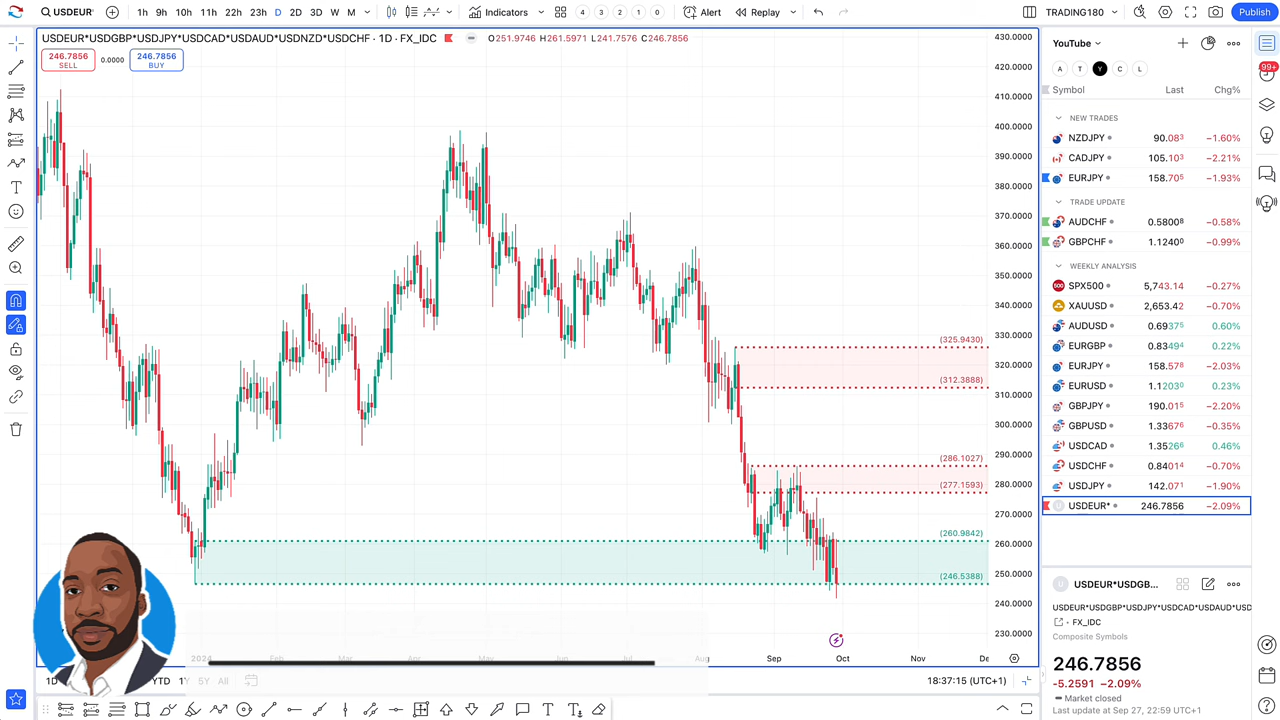 USDEUR*
1h 9h 10h 11h 22h 23h D 2D 3D W M
Indicators
4 3 2 1 0
Alert
Replay
TRADING180
Publish
USDEUR*USDGBP*USDJPY*USDCAD*USDAUD*USDNZD*USDCHF · 1D · FX_IDC
O251.9746 H261.5971 L241.7576 C246.7856
246.7856
SELL
0.0000
246.7856
BUY
430.0000
420.0000
400.0000
390.0000
380.0000
370.0000
360.0000
350.0000
340.0000
330.0000
320.0000
310.0000
300.0000
290.0000
280.0000
270.0000
260.0000
250.0000
240.0000
230.0000
(325.9430)
(312.3888)
(286.1027)
(277.1593)
(260.9842)
(246.5388)
2024 Feb Mar Apr May Jun Jul Aug Sep Oct Nov De
1D YTD 1Y 5Y All
18:37:15 (UTC+1)
YouTube
A T Y C L
99+
Symbol Last Chg%
NEW TRADES
NZDJPY 90.083 −1.60%
CADJPY 105.103 −2.21%
EURJPY 158.705 −1.93%
TRADE UPDATE
AUDCHF 0.58008 −0.58%
GBPCHF 1.12400 −0.99%
WEEKLY ANALYSIS
SPX500 5,743.14 −0.27%
XAUUSD 2,653.42 −0.70%
AUDUSD 0.69375 0.60%
EURGBP 0.83494 0.22%
EURJPY 158.578 −2.03%
EURUSD 1.12030 0.23%
GBPJPY 190.015 −2.20%
GBPUSD 1.33676 −0.35%
USDCAD 1.35266 0.46%
USDCHF 0.84014 −0.70%
USDJPY 142.071 −1.90%
USDEUR* 246.7856 −2.09%
USDEUR*USDGB...
USDEUR*USDGBP*USDJPY*USDCAD*USDAUD*USD
FX_IDC
Composite Symbols
246.7856
-5.2591 −2.09%
Market closed
Last update at Sep 27, 22:59 UTC+1